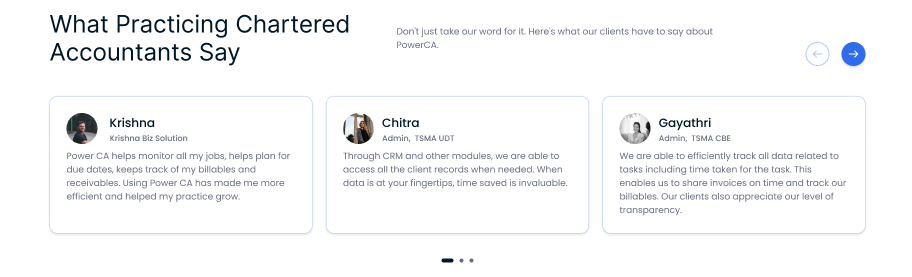 What Practicing Chartered
Accountants Say
Don't just take our word for it. Here's what our clients have to say about
PowerCA.
Krishna
Krishna Biz Solution
Power CA helps monitor all my jobs, helps plan for
due dates, keeps track of my billables and
receivables. Using Power CA has made me more
efficient and helped my practice grow.
Chitra
Admin, TSMA UDT
Through CRM and other modules, we are able to
access all the client records when needed. When
data is at your fingertips, time saved is invaluable.
Gayathri
Admin, TSMA CBE
We are able to efficiently track all data related to
tasks including time taken for the task. This
enables us to share invoices on time and track our
billables. Our clients also appreciate our level of
transparency.